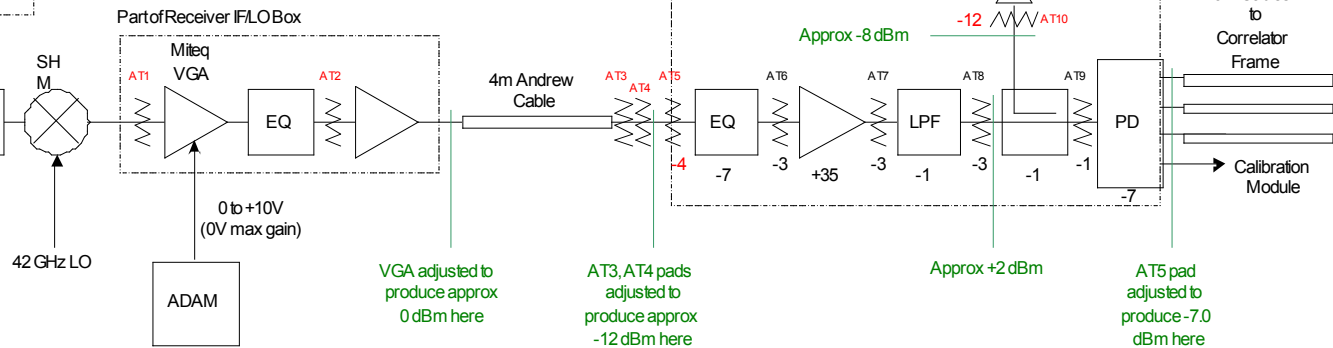 Part of Receiver IF/LO Box
to
Correlator
Frame
-12
AT10
Approx -8 dBm
SH
M
Miteq
VGA
AT1
AT2
EQ
4m Andrew
Cable
AT3
AT4
AT5
EQ
AT6
AT7
LPF
AT8
AT9
PD
-4
-7
-3
+35
-3
-1
-3
-1
-1
-7
Calibration
Module
0 to +10V
(0V max gain)
42 GHz LO
ADAM
VGA adjusted to
produce approx
0 dBm here
AT3, AT4 pads
adjusted to
produce approx
-12 dBm here
Approx +2 dBm
AT5 pad
adjusted to
produce -7.0
dBm here